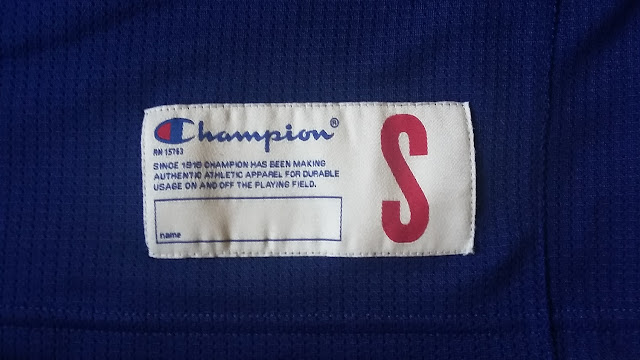 Champion®
RN 15763
SINCE 1919 CHAMPION HAS BEEN MAKING
AUTHENTIC ATHLETIC APPAREL FOR DURABLE
USAGE ON AND OFF THE PLAYING FIELD.
name
S